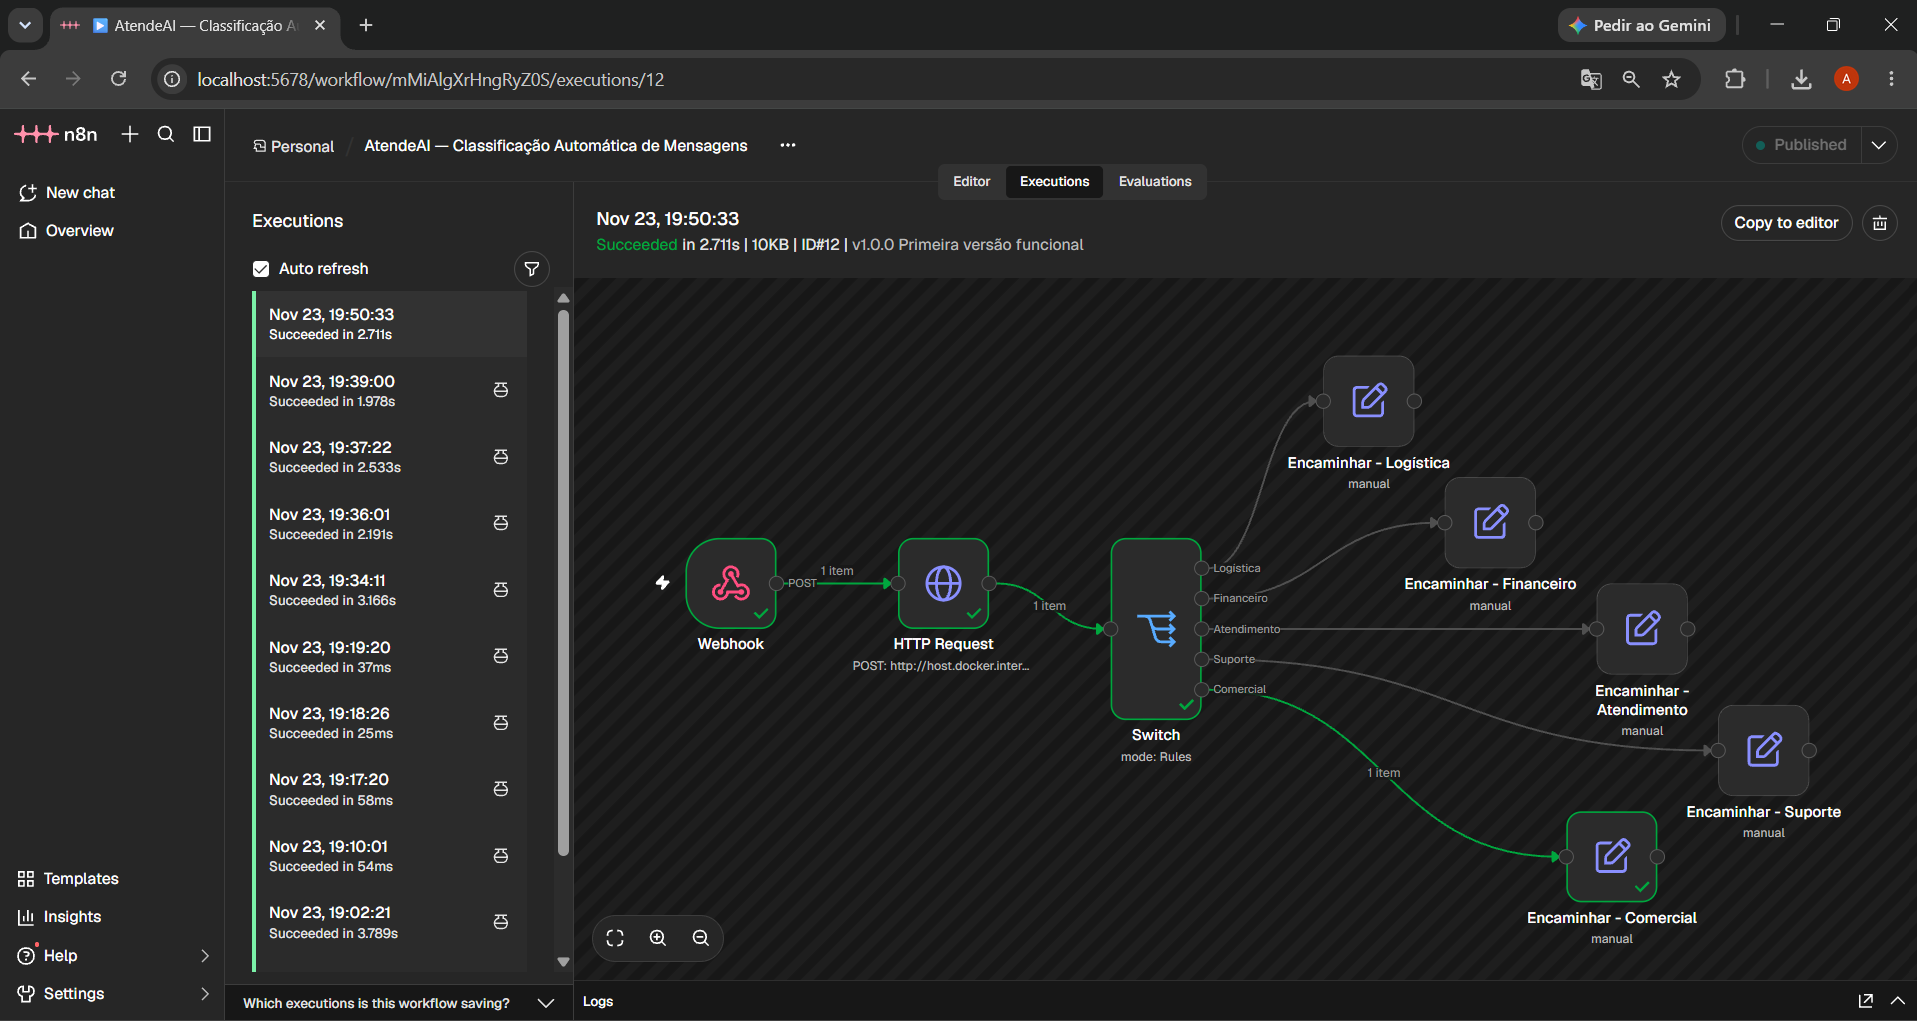 AtendeAI — Classificação A
Pedir ao Gemini
localhost:5678/workflow/mMiAlgXrHngRyZ0S/executions/12
A
n8n
Personal / AtendeAI — Classificação Automática de Mensagens ...
Published
Editor
Executions
Evaluations
New chat
Overview
Templates
Insights
Help
Settings
Executions
Auto refresh
Nov 23, 19:50:33
Succeeded in 2.711s
Nov 23, 19:39:00
Succeeded in 1.978s
Nov 23, 19:37:22
Succeeded in 2.533s
Nov 23, 19:36:01
Succeeded in 2.191s
Nov 23, 19:34:11
Succeeded in 3.166s
Nov 23, 19:19:20
Succeeded in 37ms
Nov 23, 19:18:26
Succeeded in 25ms
Nov 23, 19:17:20
Succeeded in 58ms
Nov 23, 19:10:01
Succeeded in 54ms
Nov 23, 19:02:21
Succeeded in 3.789s
Which executions is this workflow saving?
Nov 23, 19:50:33
Succeeded in 2.711s | 10KB | ID#12 | v1.0.0 Primeira versão funcional
Copy to editor
Webhook
POST
1 item
HTTP Request
POST: http://host.docker.inter...
1 item
Switch
mode: Rules
Logística
Financeiro
Atendimento
Suporte
Comercial
1 item
Encaminhar - Logística
manual
Encaminhar - Financeiro
manual
Encaminhar -
Atendimento
manual
Encaminhar - Suporte
manual
Encaminhar - Comercial
manual
Logs